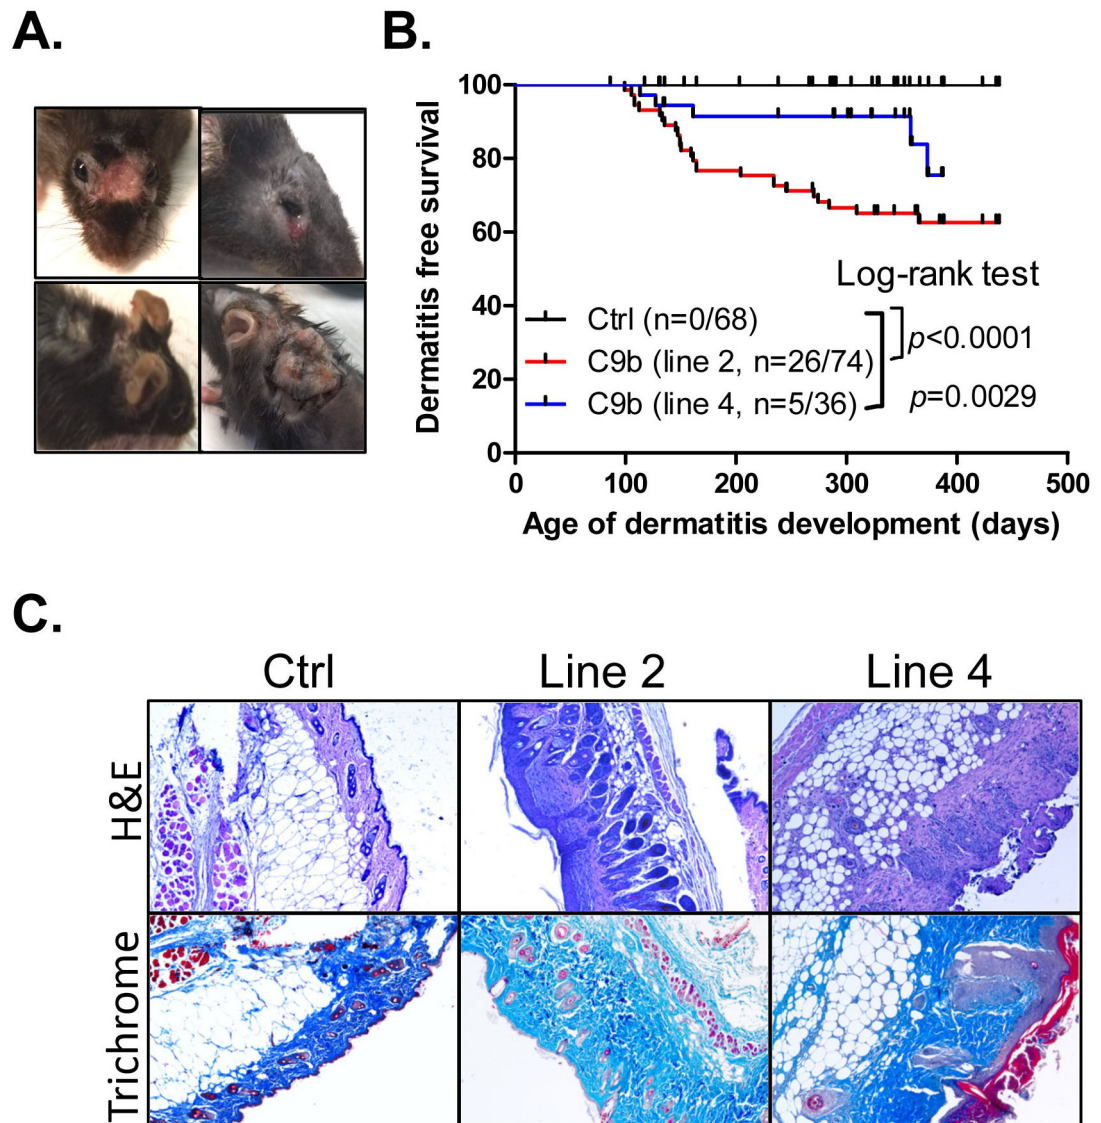 A.
B.
Dermatitis free survival
100
80
60
40
20
0
Log-rank test
Ctrl (n=0/68)
C9b (line 2, n=26/74)
C9b (line 4, n=5/36)
p<0.0001
p=0.0029
0 100 200 300 400 500
Age of dermatitis development (days)
C.
Ctrl Line 2 Line 4
H&E
Trichrome